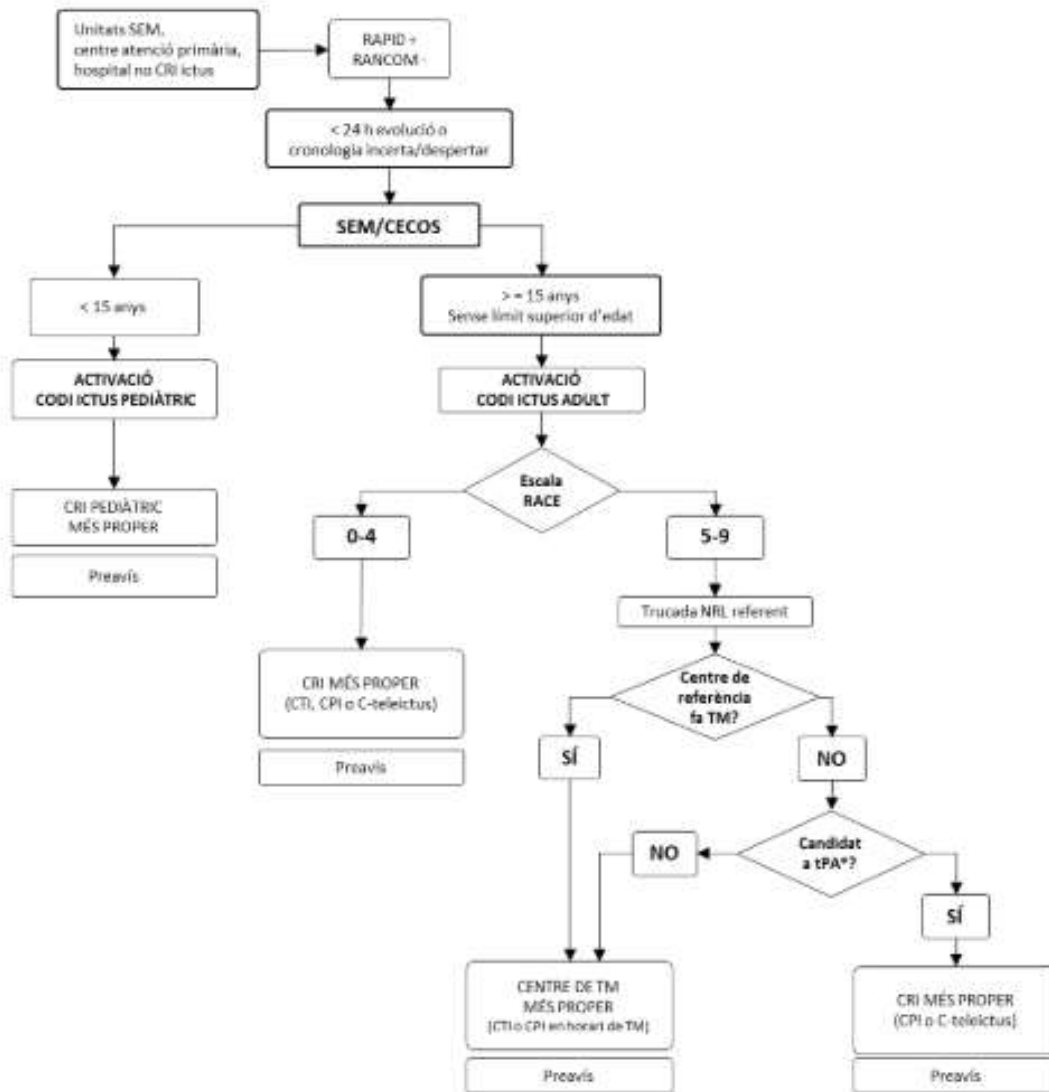 Unitats SEM,
centre atenció primària,
hospital no CRI ictus
RAPID +
RANCOM -
< 24 h evolució o
cronologia incerta/despertar
SEM/CECOS
< 15 anys
> = 15 anys
Sense límit superior d'edat
ACTIVACIÓ
CODI ICTUS PEDIÀTRIC
ACTIVACIÓ
CODI ICTUS ADULT
Escala
RACE
CRI PEDIÀTRIC
MÉS PROPER
Preavís
0-4
5-9
Trucada NRL referent
CRI MÉS PROPER
(CTI, CPI o C-teleictus)
Preavís
Centre de
referència
fa TM?
SÍ
NO
Candidat
a tPA*?
NO
SÍ
CENTRE DE TM
MÉS PROPER
(CTI o CPI en horari de TM)
Preavís
CRI MÉS PROPER
(CPI o C-teleictus)
Preavís